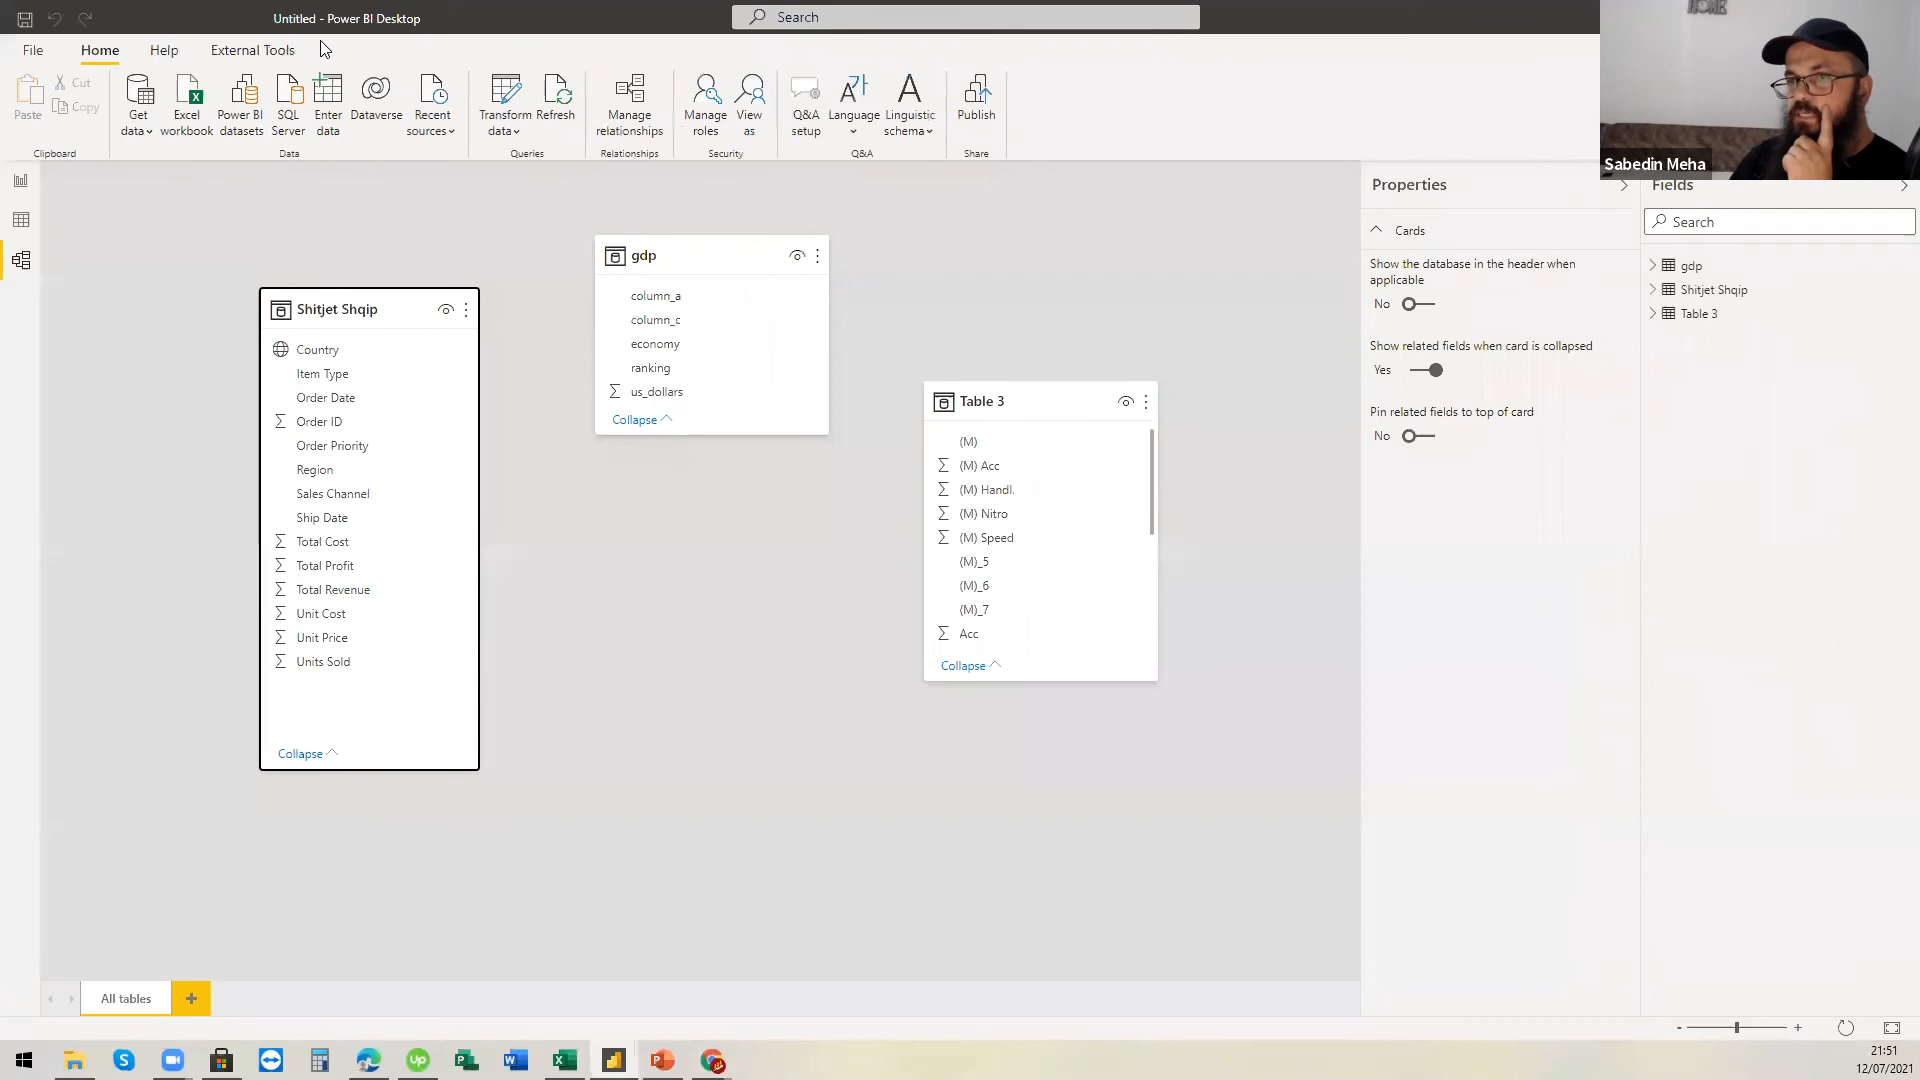 Untitled - Power BI Desktop
Search
File
Home
Help
External Tools
Paste
Cut
Copy
Clipboard
Get data
Excel workbook
Power BI datasets
SQL Server
Enter data
Dataverse
Recent sources
Data
Transform data
Refresh
Queries
Manage relationships
Relationships
Manage roles
View as
Security
Q&A setup
Language
Linguistic schema
Q&A
Publish
Share
HOME
Sabedin Meha
Shitjet Shqip
Country
Item Type
Order Date
Order ID
Order Priority
Region
Sales Channel
Ship Date
Total Cost
Total Profit
Total Revenue
Unit Cost
Unit Price
Units Sold
Collapse
gdp
column_a
column_c
economy
ranking
us_dollars
Collapse
Table 3
(M)
(M) Acc
(M) Handl.
(M) Nitro
(M) Speed
(M)_5
(M)_6
(M)_7
Acc
Collapse
Properties
Cards
Show the database in the header when
applicable
No
Show related fields when card is collapsed
Yes
Pin related fields to top of card
No
Fields
Search
gdp
Shitjet Shqip
Table 3
All tables
21:51
12/07/2021